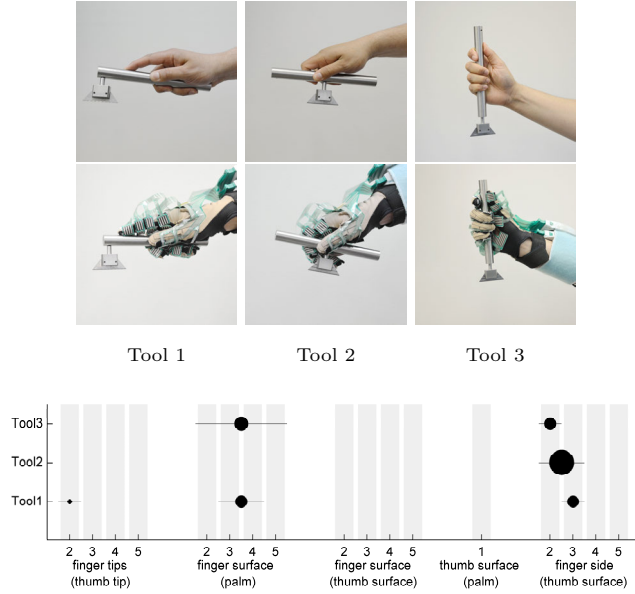 Tool 1 Tool 2 Tool 3
Tool3
Tool2
Tool1
2 3 4 5 2 3 4 5 2 3 4 5 1 2 3 4 5
finger tips finger surface finger surface thumb surface finger side
(thumb tip) (palm) (thumb surface) (palm) (thumb surface)